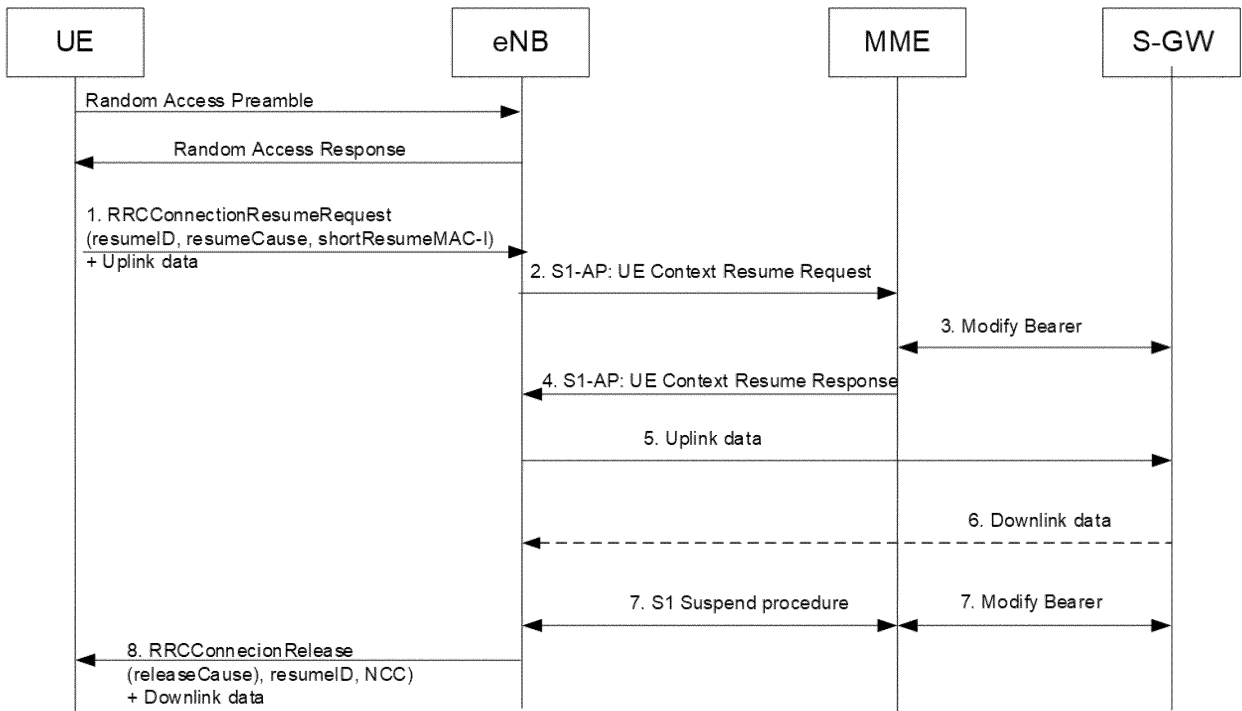 UE
eNB
MME
S-GW
Random Access Preamble
Random Access Response
1. RRCConnectionResumeRequest
(resumeID, resumeCause, shortResumeMAC-I)
+ Uplink data
2. S1-AP: UE Context Resume Request
3. Modify Bearer
4. S1-AP: UE Context Resume Response
5. Uplink data
6. Downlink data
7. S1 Suspend procedure
7. Modify Bearer
8. RRCConnecionRelease
(releaseCause), resumeID, NCC)
+ Downlink data